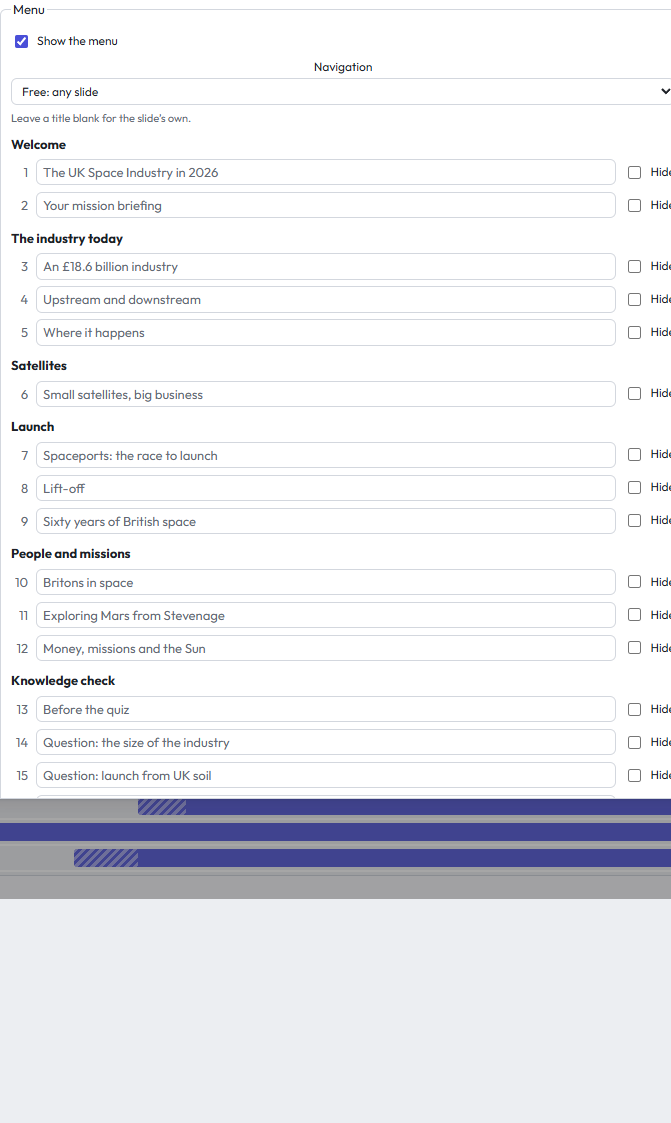 Menu
Show the menu
Navigation
Free: any slide
Leave a title blank for the slide's own.
Welcome
1 The UK Space Industry in 2026
2 Your mission briefing
The industry today
3 An £18.6 billion industry Hide
4 Upstream and downstream
5 Where it happens
Satellites
6 Small satellites, big business
Launch
7 Spaceports: the race to launch
8 Lift-off
9 Sixty years of British space
People and missions
10 Britons in space
11 Exploring Mars from Stevenage
12 Money, missions and the Sun
Knowledge check
13 Before the quiz
14 Question: the size of the industry
15 Question: launch from UK soil